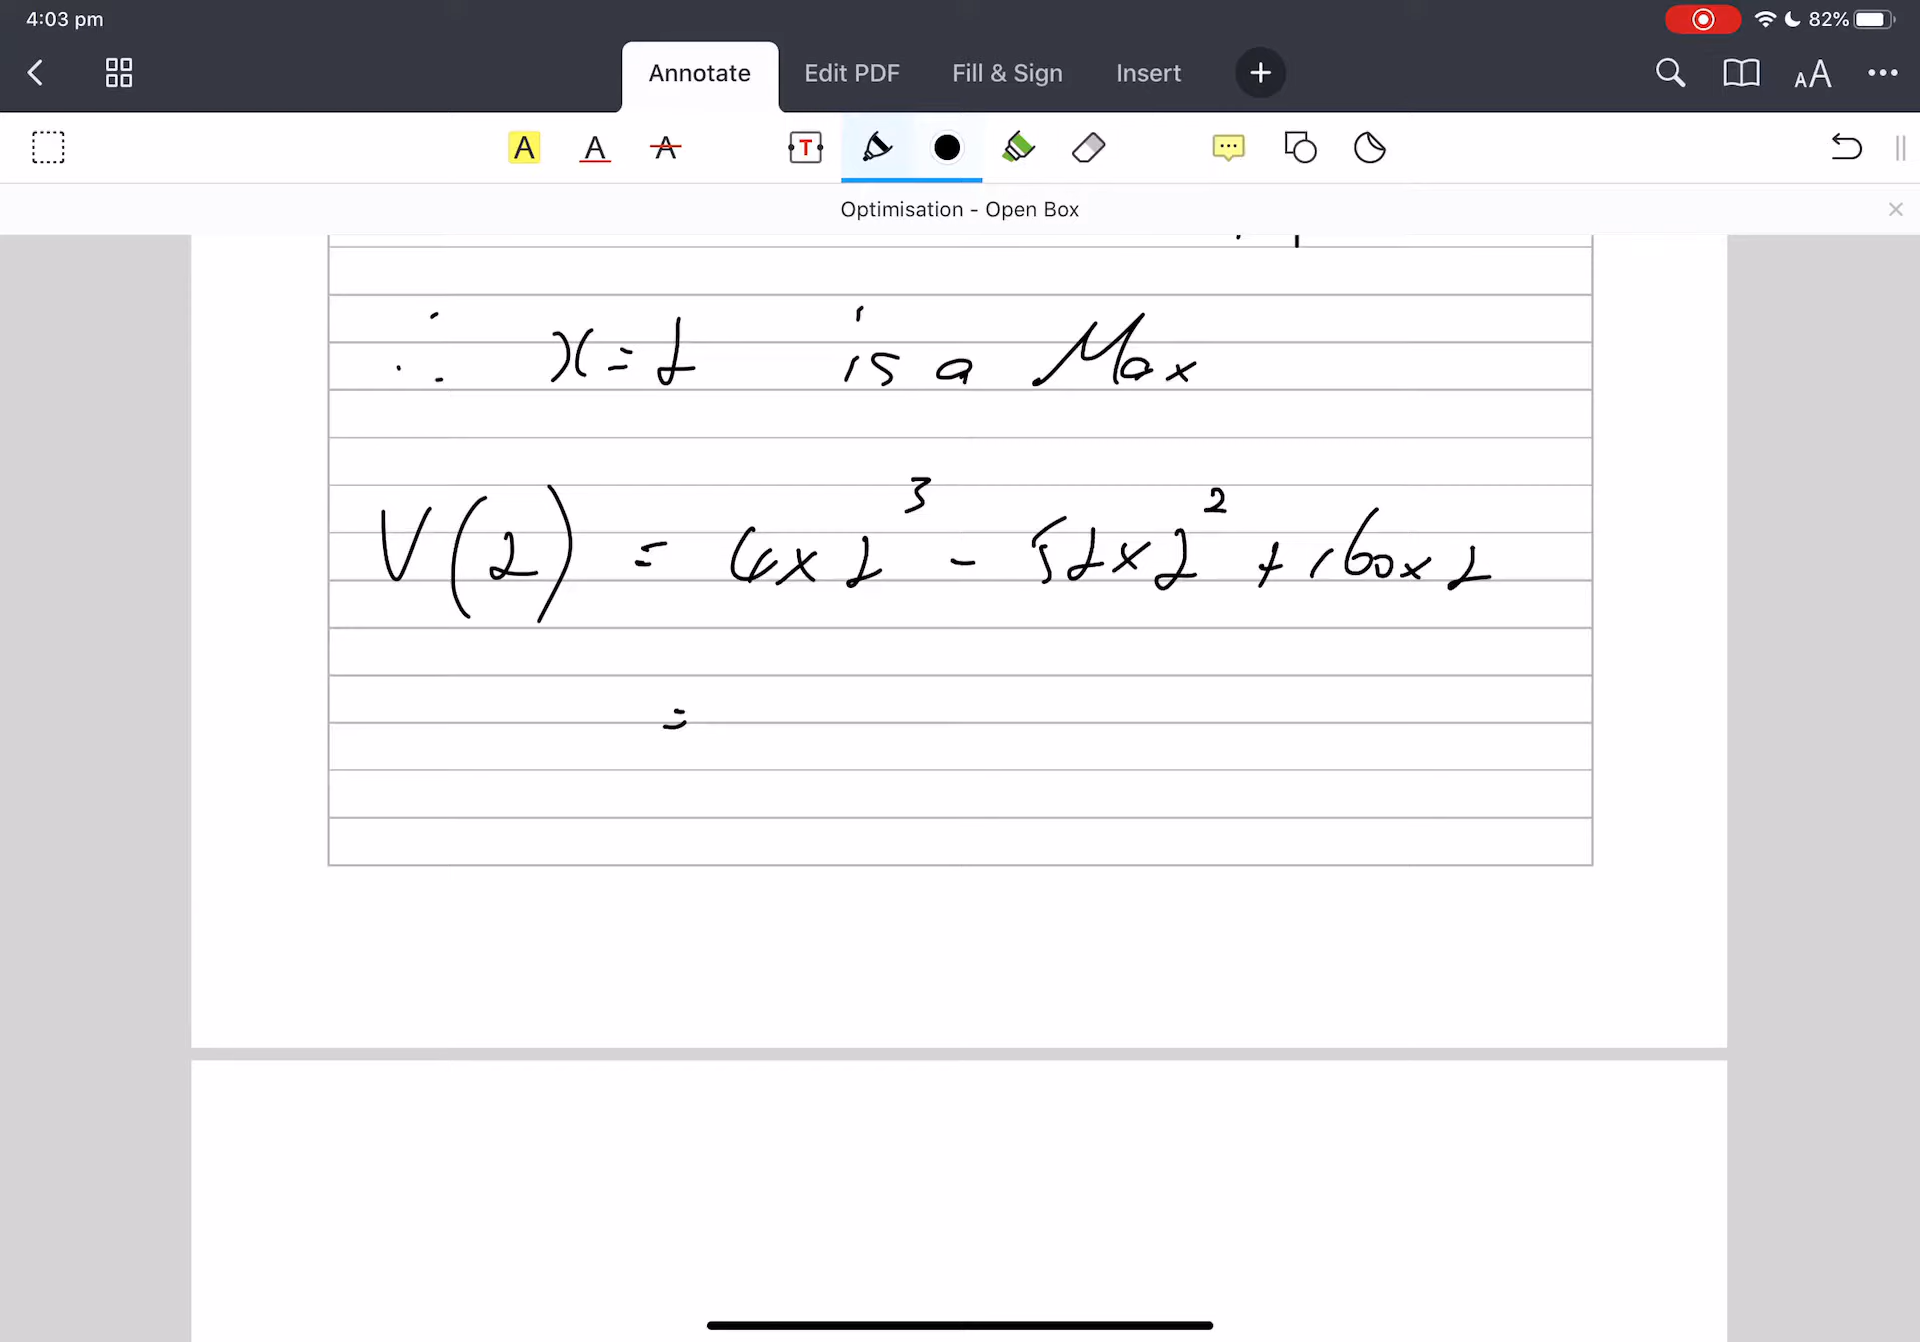 4:03 pm
82%
Annotate Edit PDF Fill & Sign Insert
Optimisation - Open Box
∴ x = 2 is a Max
V(2) = 4 × 2³ - 52 × 2² + 160 × 2
=